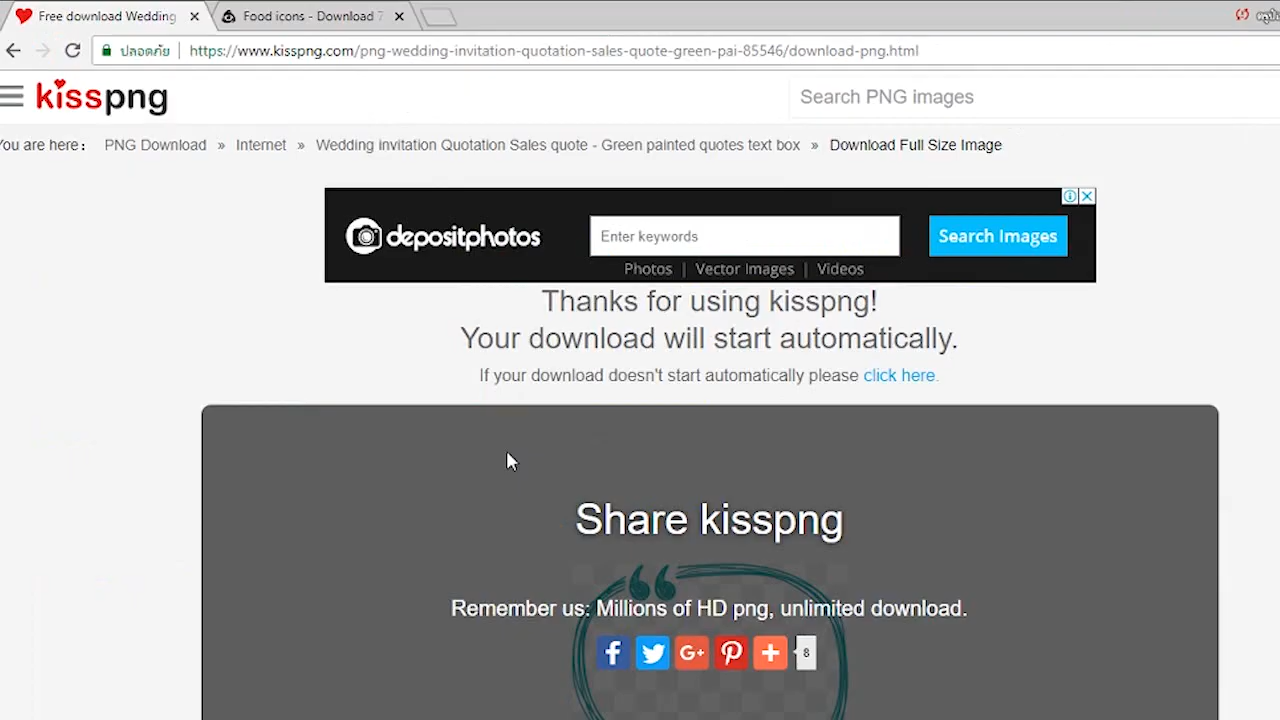 Free download Wedding
Food icons - Download 7
ปลอดภัย
https://www.kisspng.com/png-wedding-invitation-quotation-sales-quote-green-pai-85546/download-png.html
kisspng
Search PNG images
You are here: PNG Download » Internet » Wedding invitation Quotation Sales quote - Green painted quotes text box » Download Full Size Image
depositphotos
Enter keywords
Search Images
Photos | Vector Images | Videos
Thanks for using kisspng!
Your download will start automatically.
If your download doesn't start automatically please click here.
Share kisspng
Remember us: Millions of HD png, unlimited download.
8